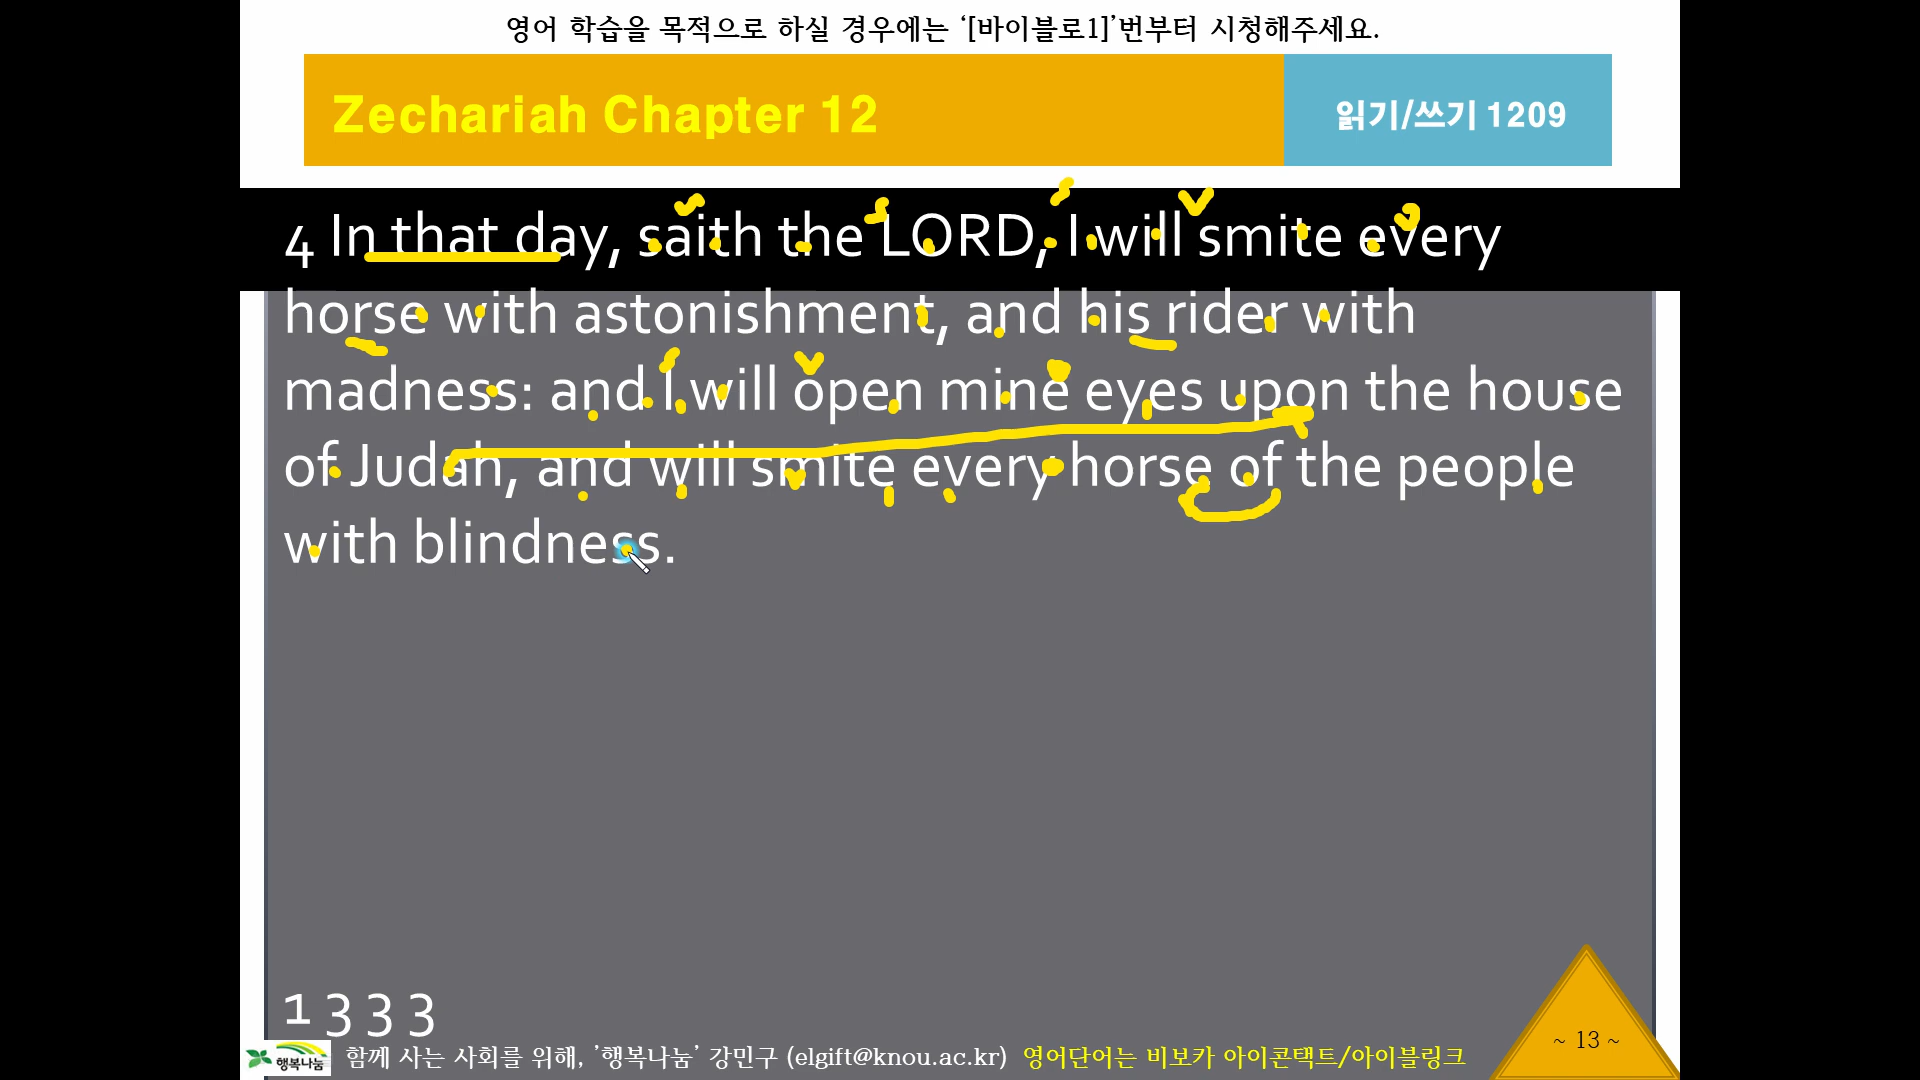 영어 학습을 목적으로 하실 경우에는 ‘[바이블로1]’번부터 시청해주세요.
Zechariah Chapter 12
읽기/쓰기 1209
4 In that day, saith the LORD, I will smite every
horse with astonishment, and his rider with
madness: and I will open mine eyes upon the house
of Judah, and will smite every horse of the people
with blindness.
1 3 3 3
~ 13 ~
행복나눔
함께 사는 사회를 위해, ’행복나눔’ 강민구 (elgift@knou.ac.kr) 영어단어는 비보카 아이콘택트/아이블링크